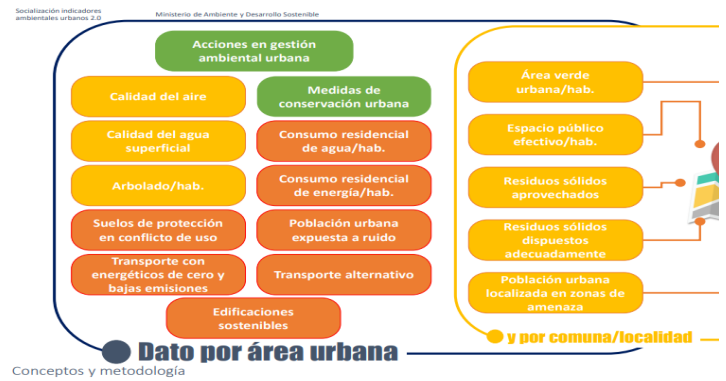 Socialización indicadores
ambientales urbanos 2.0
Ministerio de Ambiente y Desarrollo Sostenible
Acciones en gestión
ambiental urbana
Calidad del aire
Medidas de
conservación urbana
Calidad del agua
superficial
Consumo residencial
de agua/hab.
Arbolado/hab.
Consumo residencial
de energía/hab.
Suelos de protección
en conflicto de uso
Población urbana
expuesta a ruido
Transporte con
energéticos de cero y
bajas emisiones
Transporte alternativo
Edificaciones
sostenibles
Dato por área urbana
Área verde
urbana/hab.
Espacio público
efectivo/hab.
Residuos sólidos
aprovechados
Residuos sólidos
dispuestos
adecuadamente
Población urbana
localizada en zonas de
amenaza
y por comuna/localidad
Conceptos y metodología